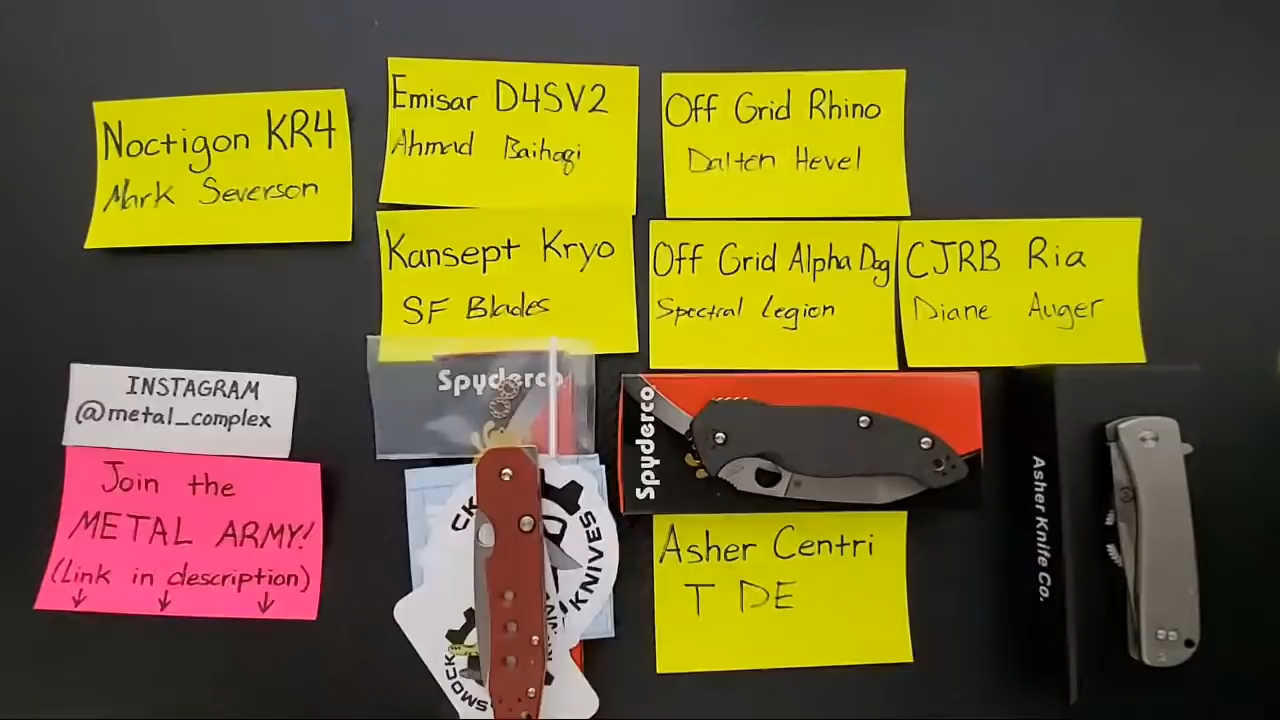 Noctigon KR4
Mark Severson
Emisar D4SV2
Ahmad Baihaqi
Off Grid Rhino
Dalten Hevel
Kansept Kryo
SF Blades
Off Grid Alpha Dog
Spectral Legion
CJRB Ria
Diane Auger
INSTAGRAM
@metal_complex
Join the
METAL ARMY!
(Link in description)
Spyderco
Spyderco
KNIVES
SMOCK
Asher Centri
T DE
Asher Knife Co.